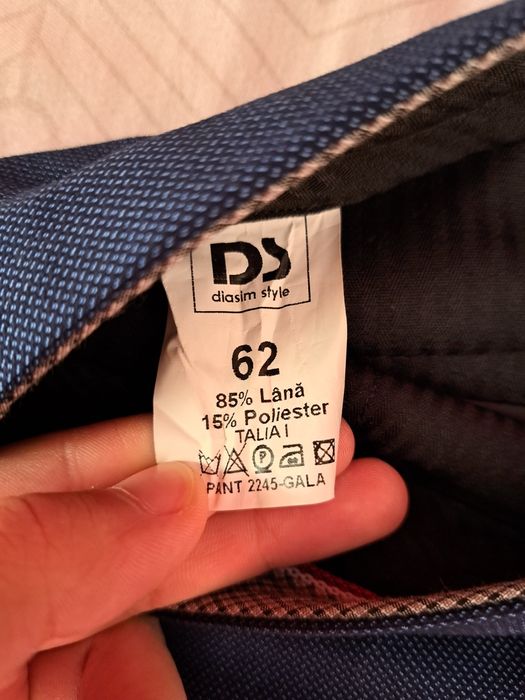 DS
diasim style
62
85% Lână
15% Poliester
TALIA I
P
PANT 2245-GALA